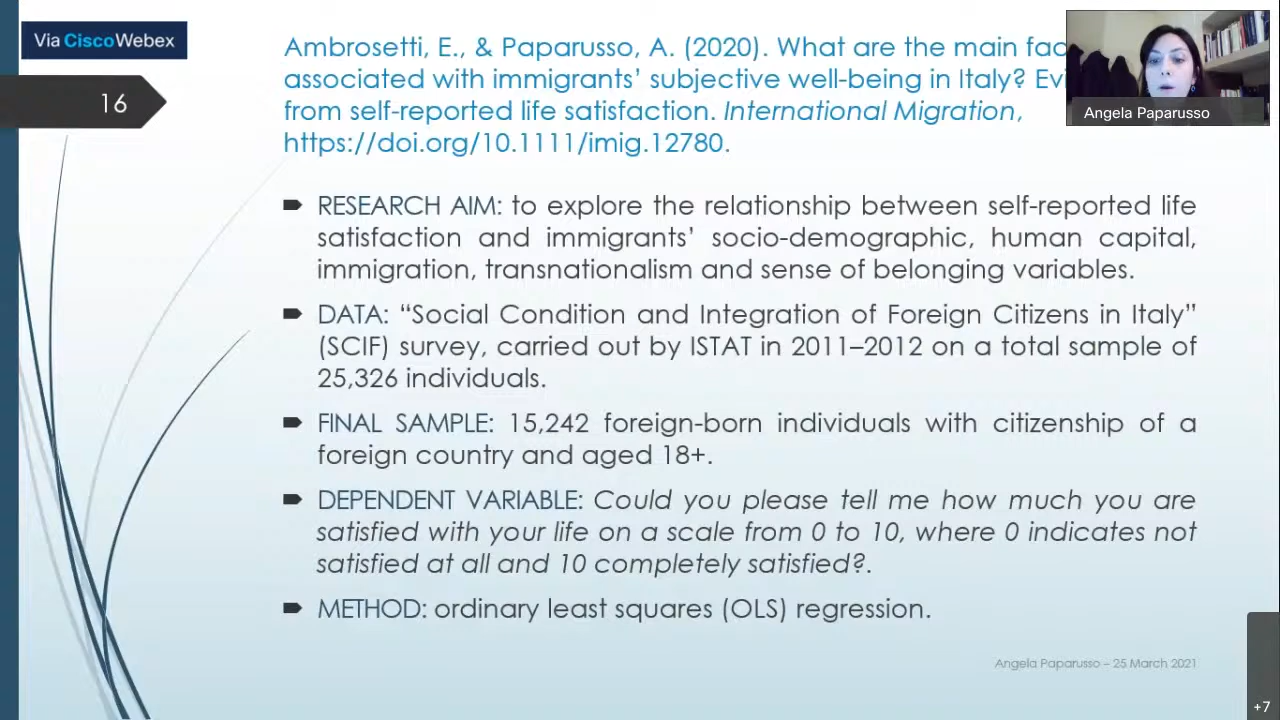 Via CiscoWebex
16
Ambrosetti, E., & Paparusso, A. (2020). What are the main
associated with immigrants' subjective well-being in Italy?
from self-reported life satisfaction. International Migration,
https://doi.org/10.1111/imig.12780.
Angela Paparusso
RESEARCH AIM: to explore the relationship between self-reported life
satisfaction and immigrants' socio-demographic, human capital,
immigration, transnationalism and sense of belonging variables.
DATA: “Social Condition and Integration of Foreign Citizens in Italy”
(SCIF) survey, carried out by ISTAT in 2011–2012 on a total sample of
25,326 individuals.
FINAL SAMPLE: 15,242 foreign-born individuals with citizenship of a
foreign country and aged 18+.
DEPENDENT VARIABLE: Could you please tell me how much you are
satisfied with your life on a scale from 0 to 10, where 0 indicates not
satisfied at all and 10 completely satisfied?.
METHOD: ordinary least squares (OLS) regression.
Angela Paparusso – 25 March 2021
+7